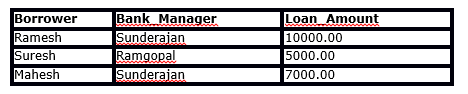 Borrower Bank_Manager Loan_Amount
Ramesh Sunderajan 10000.00
Suresh Ramgopal 5000.00
Mahesh Sunderajan 7000.00